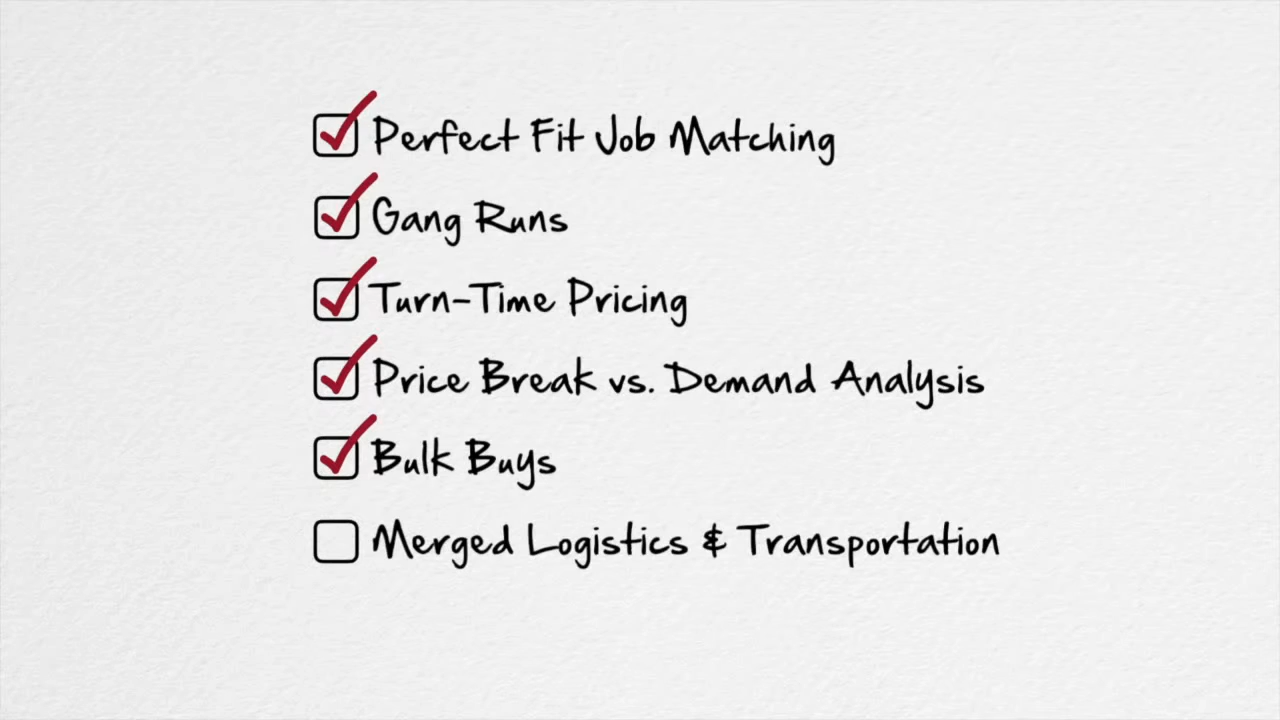 Perfect Fit Job Matching
Gang Runs
Turn-Time Pricing
Price Break vs. Demand Analysis
Bulk Buys
Merged Logistics & Transportation